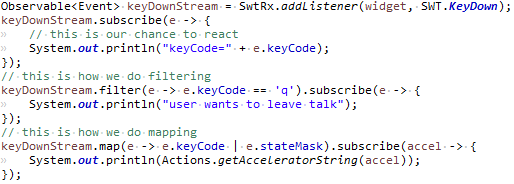 Observable<Event> keyDownStream = SwtRx.addListener(widget, SWT.KeyDown);
keyDownStream.subscribe(e -> {
» // this is our chance to react
» System.out.println("keyCode=" + e.keyCode);
});
// this is how we do filtering
keyDownStream.filter(e -> e.keyCode == 'q').subscribe(e -> {
» System.out.println("user wants to leave talk");
});
// this is how we do mapping
keyDownStream.map(e -> e.keyCode | e.stateMask).subscribe(accel -> {
» System.out.println(Actions.getAcceleratorString(accel));
});